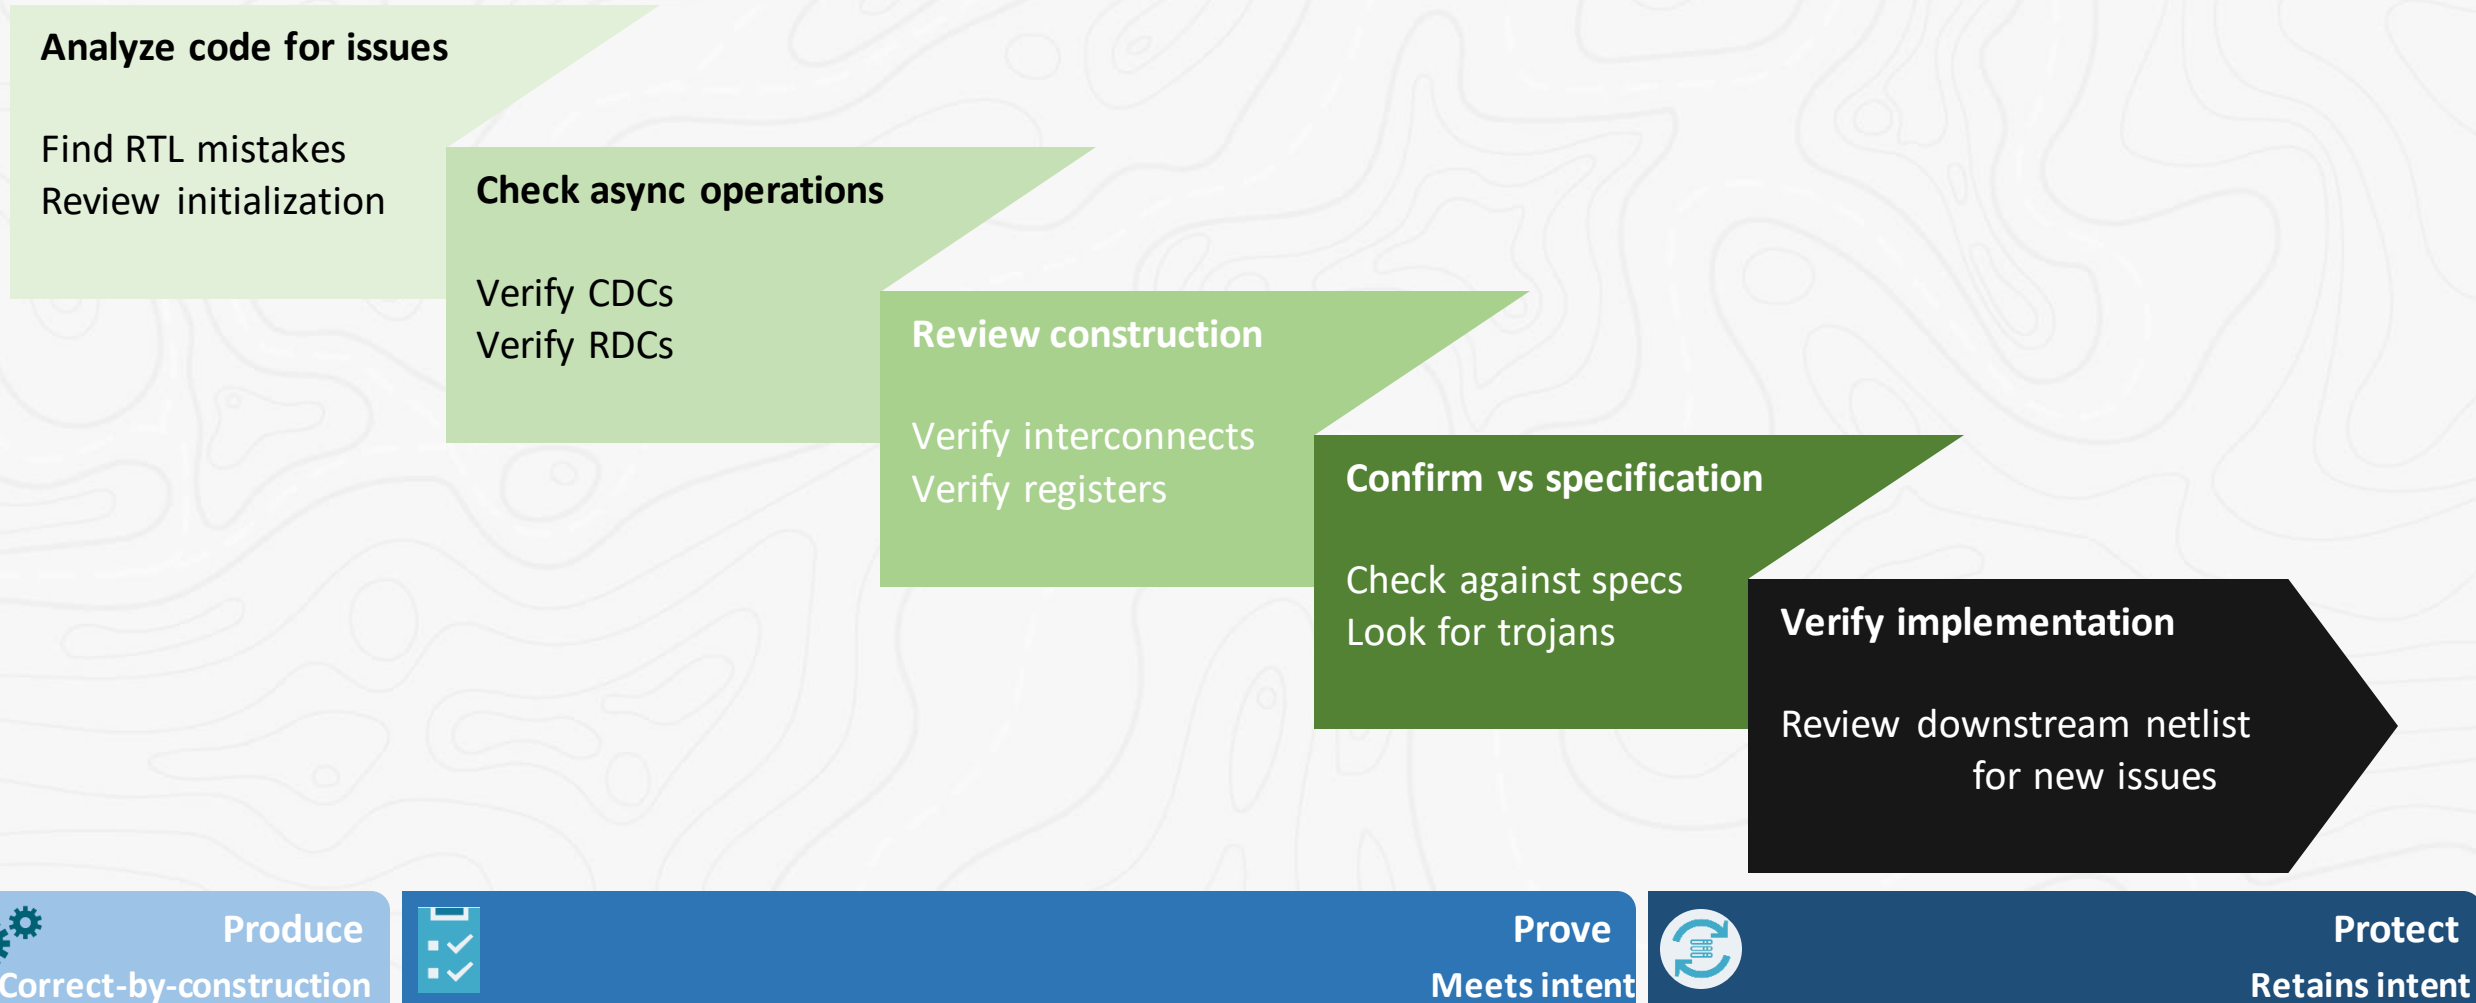 Analyze code for issues
Find RTL mistakes
Review initialization
Check async operations
Verify CDCs
Verify RDCs
Review construction
Verify interconnects
Verify registers
Confirm vs specification
Check against specs
Look for trojans
Verify implementation
Review downstream netlist
for new issues
Produce
Correct-by-construction
Prove
Meets intent
Protect
Retains intent